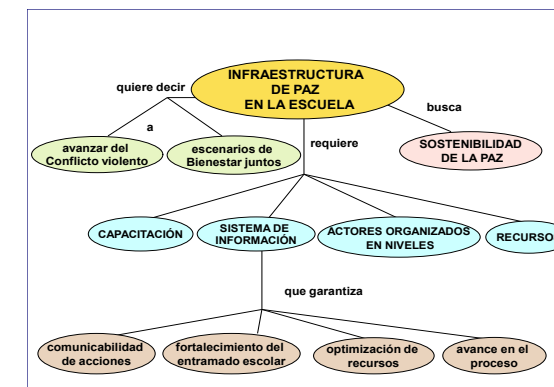 INFRAESTRUCTURA
DE PAZ
EN LA ESCUELA
quiere decir
busca
a
requiere
avanzar del
Conflicto violento
escenarios de
Bienestar juntos
SOSTENIBILIDAD
DE LA PAZ
CAPACITACIÓN
SISTEMA DE
INFORMACIÓN
ACTORES ORGANIZADOS
EN NIVELES
RECURSO
que garantiza
comunicabilidad
de acciones
fortalecimiento del
entramado escolar
optimización de
recursos
avance en el
proceso